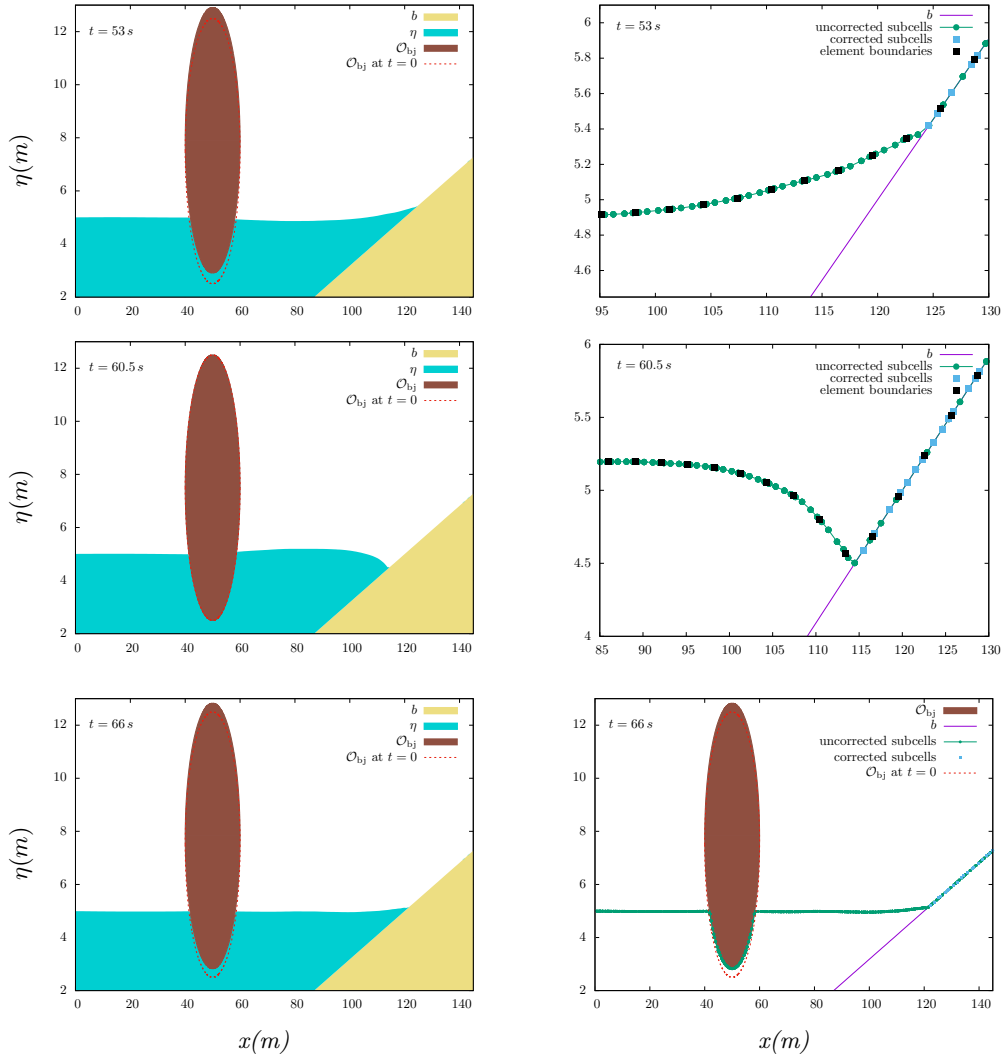 t = 53 s
b
η
𝒪bj
𝒪bj at t = 0
12
10
8
6
4
2
0 20 40 60 80 100 120 140
η(m)
t = 53 s
b
uncorrected subcells
corrected subcells
element boundaries
6
5.8
5.6
5.4
5.2
5
4.8
4.6
95 100 105 110 115 120 125 130
t = 60.5 s
b
η
𝒪bj
𝒪bj at t = 0
12
10
8
6
4
2
0 20 40 60 80 100 120 140
η(m)
t = 60.5 s
b
uncorrected subcells
corrected subcells
element boundaries
6
5.5
5
4.5
4
85 90 95 100 105 110 115 120 125 130
t = 66 s
b
η
𝒪bj
𝒪bj at t = 0
12
10
8
6
4
2
0 20 40 60 80 100 120 140
η(m)
x(m)
t = 66 s
𝒪bj
b
uncorrected subcells
corrected subcells
𝒪bj at t = 0
12
10
8
6
4
2
0 20 40 60 80 100 120 140
x(m)